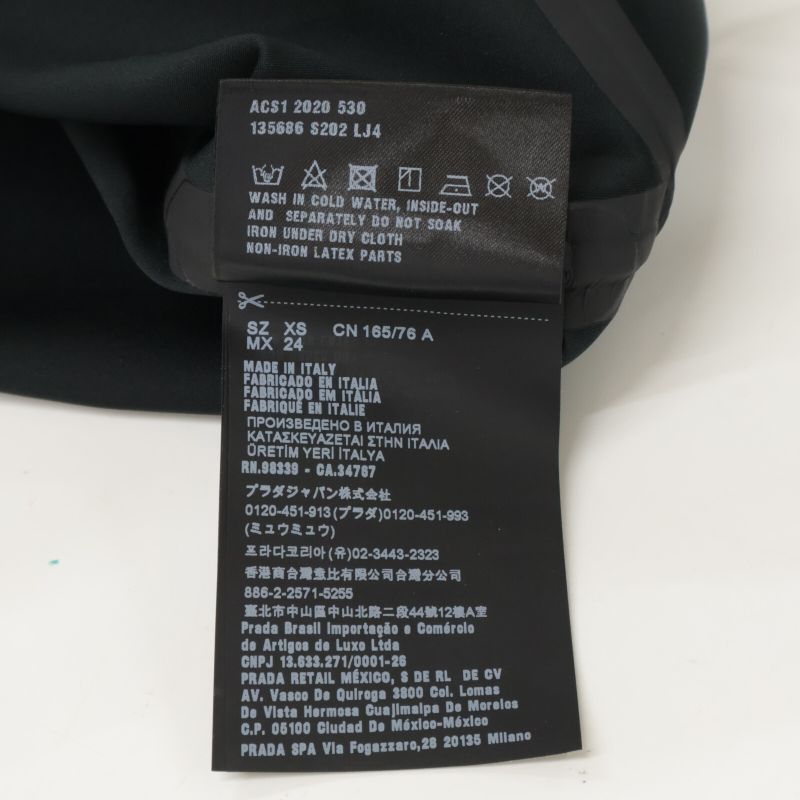 ACS1 2020 530
135686 S202 LJ4
WASH IN COLD WATER, INSIDE-OUT
AND SEPARATELY DO NOT SOAK
IRON UNDER DRY CLOTH
NON-IRON LATEX PARTS
SZ XS CN 165/76 A
MX 24
MADE IN ITALY
FABRICADO EN ITALIA
FABRICADO EM ITÁLIA
FABRIQUÉ EN ITALIE
ПРОИЗВЕДЕНО В ИТАЛИЯ
ΚΑΤΑΣΚΕΥΑΖΕΤΑΙ ΣΤΗΝ ΙΤΑΛΙΑ
ÜRETİM YERİ İTALYA
RN.98339 - CA.34767
プラダジャパン株式会社
0120-451-913(プラダ)0120-451-993
(ミュウミュウ)
프라다코리아(유)02-3443-2323
香港商台灣普比有限公司台灣分公司
886-2-2571-5255
臺北市中山區中山北路二段44號12樓A室
Prada Brasil Importação e Comércio
de Artigos de Luxo Ltda
CNPJ 13.633.271/0001-26
PRADA RETAIL MÉXICO, S DE RL DE CV
AV. Vasco De Quiroga 3800 Col. Lomas
De Vista Hermosa Cuajimalpa De Morelos
C.P. 05100 Ciudad De México-México
PRADA SPA Via Fogazzaro,28 20135 Milano